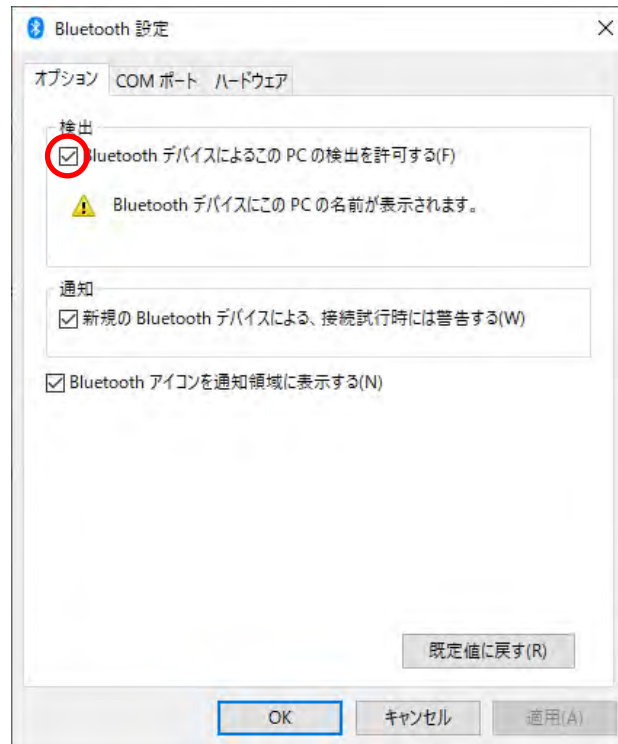 Bluetooth 設定
オプション COM ポート ハードウェア
検出
Bluetooth デバイスによるこの PC の検出を許可する(F)
Bluetooth デバイスにこの PC の名前が表示されます。
通知
新規の Bluetooth デバイスによる、接続試行時には警告する(W)
Bluetooth アイコンを通知領域に表示する(N)
既定値に戻す(R)
OK キャンセル 適用(A)